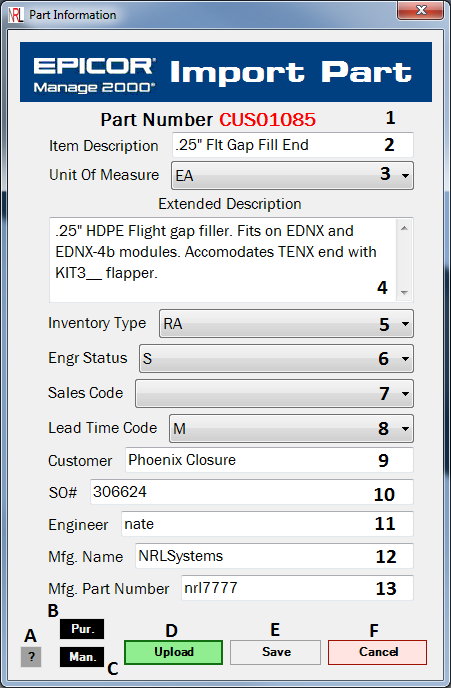 NRL Part Information
EPICOR® Import Part
Manage 2000®
Part Number CUS01085 1
Item Description .25" Flt Gap Fill End 2
Unit Of Measure EA 3
Extended Description
.25" HDPE Flight gap filler. Fits on EDNX and
EDNX-4b modules. Accomodates TENX end with
KIT3__ flapper.
4
Inventory Type RA 5
Engr Status S 6
Sales Code 7
Lead Time Code M 8
Customer Phoenix Closure 9
SO# 306624 10
Engineer nate 11
Mfg. Name NRLSystems 12
Mfg. Part Number nrl7777 13
B
Pur. D E F
A
? Man. Upload Save Cancel
C